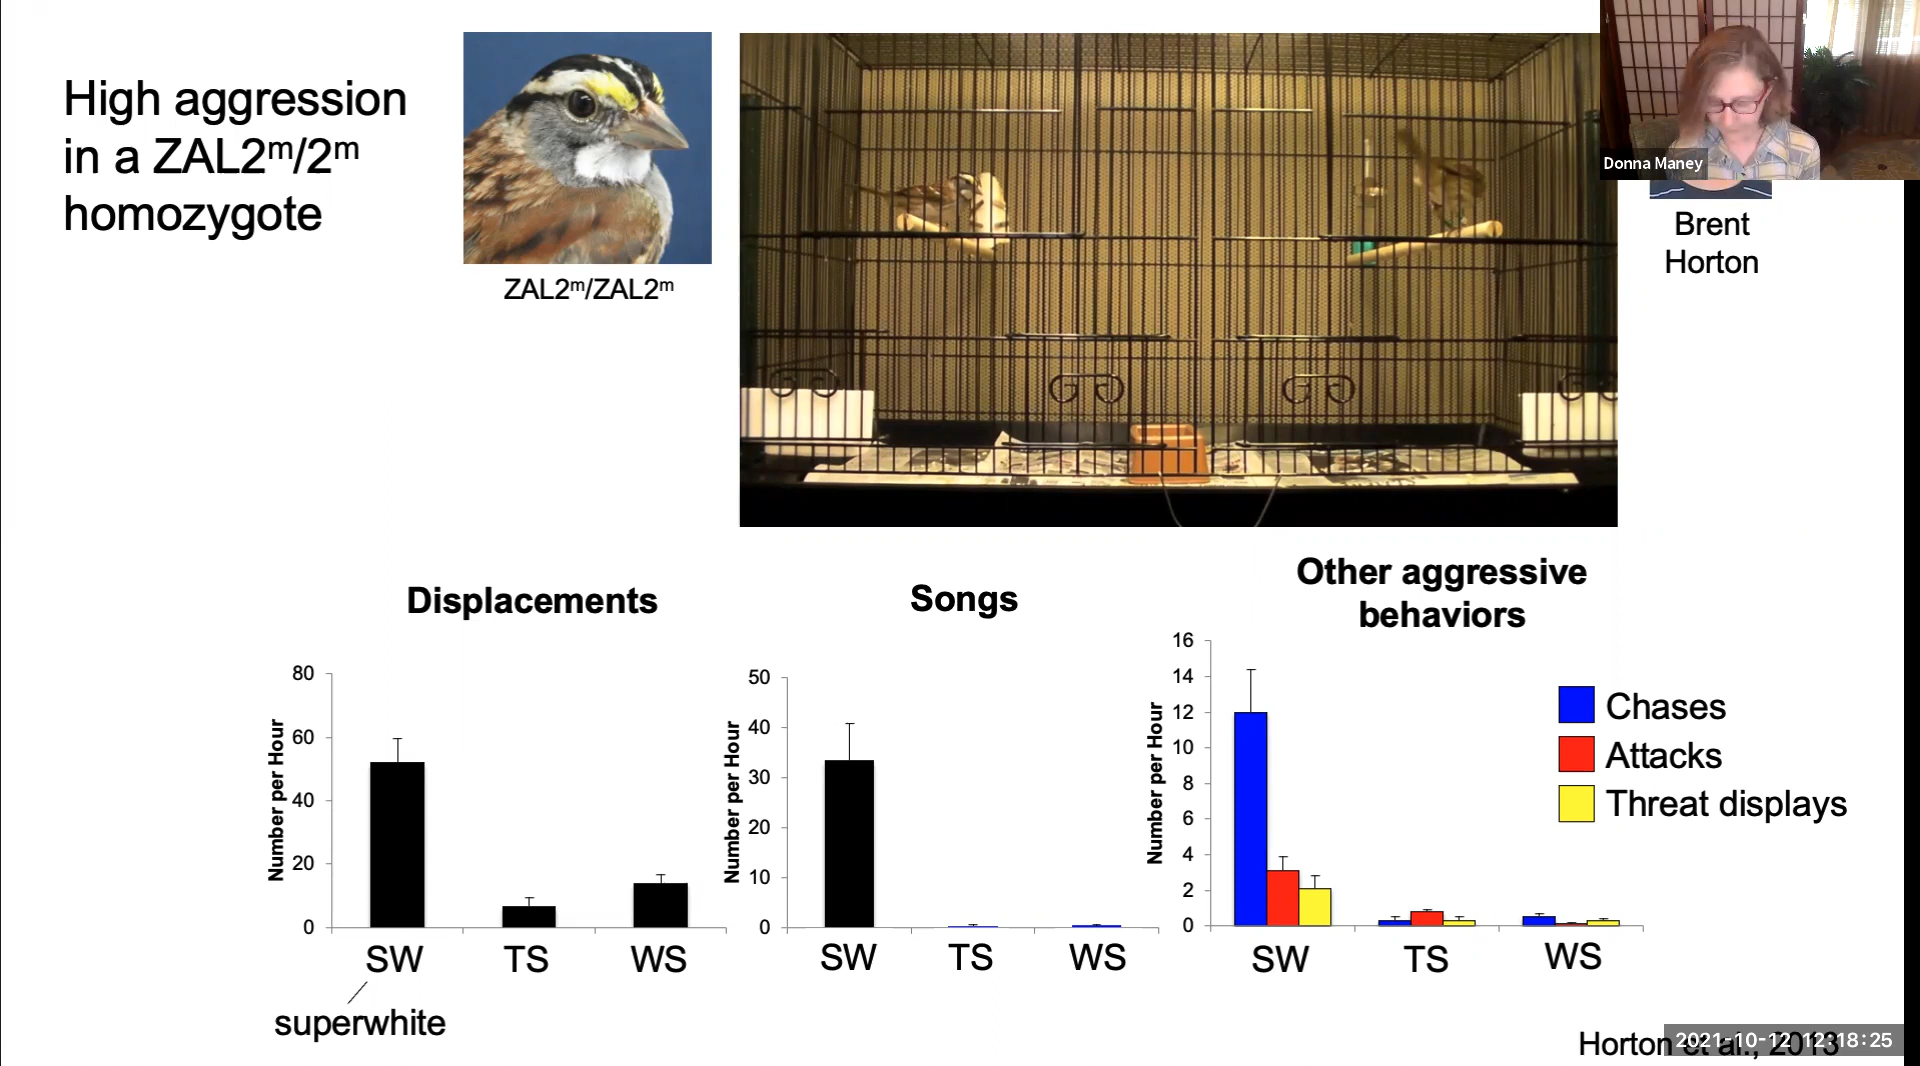 High aggression
in a ZAL2ᵐ/2ᵐ
homozygote
ZAL2ᵐ/ZAL2ᵐ
Donna Maney
Brent
Horton
Displacements
Number per Hour
80
60
40
20
0
SW
TS
WS
superwhite
Songs
Number per Hour
50
40
30
20
10
0
SW
TS
WS
Other aggressive
behaviors
Number per Hour
16
14
12
10
8
6
4
2
0
SW
TS
WS
Chases
Attacks
Threat displays
Horton et al., 2013
2021-10-12 12:18:25